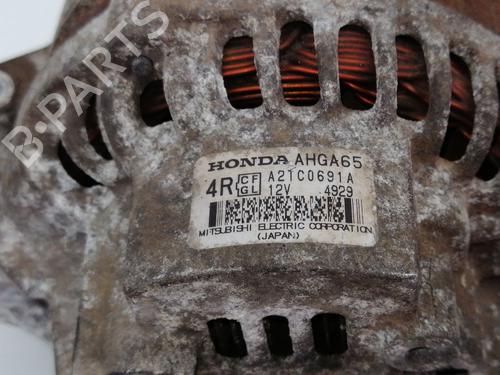 B-PARTS
HONDA AHGA65
4R CF GL A2TC0691A
12V 4929
MITSUBISHI ELECTRIC CORPORATION
(JAPAN)